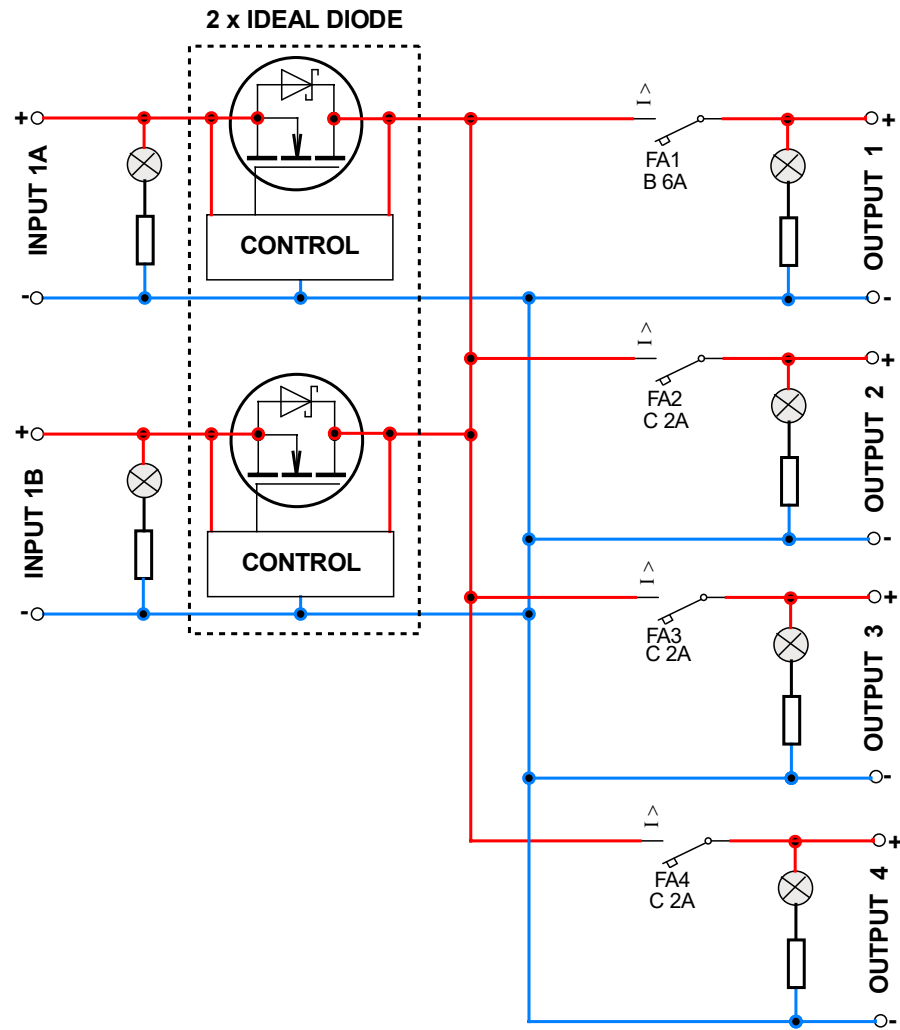 2 x IDEAL DIODE
+
INPUT 1A
-
CONTROL
I >
FA1
B 6A
+
OUTPUT 1
-
I >
FA2
C 2A
+
OUTPUT 2
-
+
INPUT 1B
-
CONTROL
I >
FA3
C 2A
+
OUTPUT 3
-
I >
FA4
C 2A
+
OUTPUT 4
-